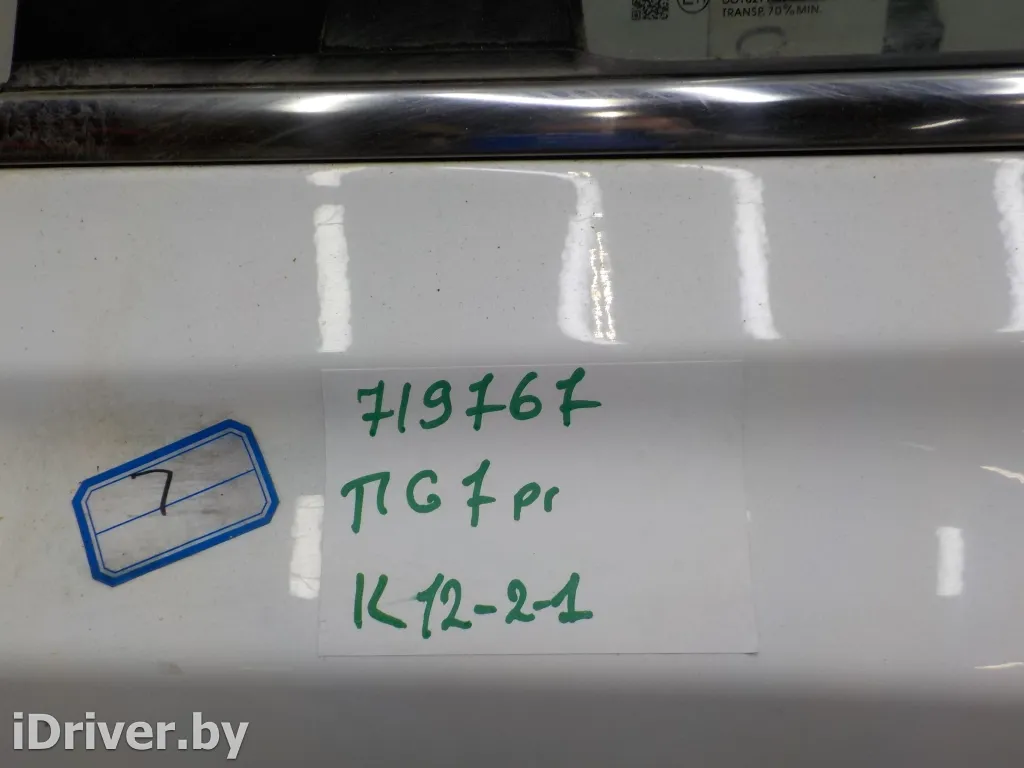 TRANSP. 70% MIN.
719767
7
ПG7pr
K12-2-1
iDriver.by